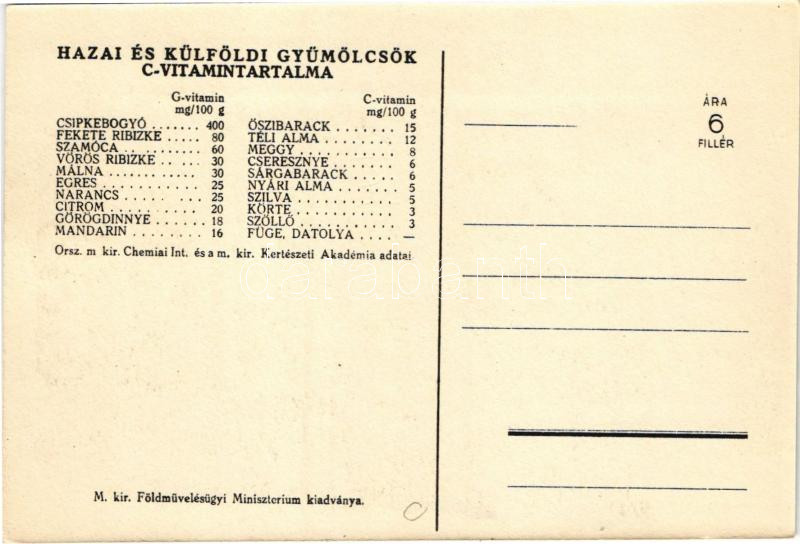 HAZAI ÉS KÜLFÖLDI GYÜMÖLCSÖK
C-VITAMINTARTALMA
G-vitamin
mg/100 g
CSIPKEBOGYÓ . . . . . . 400
FEKETE RIBIZKE . . . . . 80
SZAMÓCA . . . . . . . . . 60
VÖRÖS RIBIZKE . . . . . 30
MÁLNA . . . . . . . . . . 30
EGRES . . . . . . . . . . 25
NARANCS . . . . . . . . 25
CITROM . . . . . . . . . 20
GÖRÖGDINNYE . . . . . . 18
MANDARIN . . . . . . . . 16
C-vitamin
mg/100 g
ŐSZIBARACK . . . . . . . 15
TÉLI ALMA . . . . . . . . 12
MEGGY . . . . . . . . . . 8
CSERESZNYE . . . . . . . 6
SÁRGABARACK . . . . . . 6
NYÁRI ALMA . . . . . . . 5
SZILVA . . . . . . . . . . 5
KÖRTE . . . . . . . . . . 3
SZŐLLŐ . . . . . . . . . 3
FÜGE, DATOLYA . . . . —
Orsz. m kir. Chemiai Int. és a m. kir. Kertészeti Akadémia adatai
M. kir. Földmüvelésügyi Minisztcrium kiadványa.
ÁRA
6
FILLÉR
darabanth